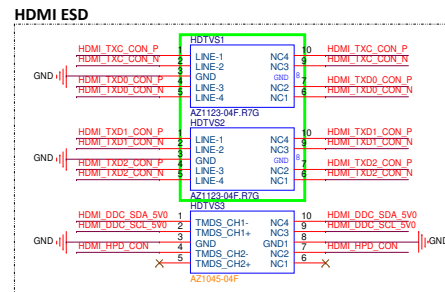 HDMI ESD
HDTVS1
HDMI_TXC_CON_P 1 LINE-1 NC4 10 HDMI_TXC_CON_P
HDMI_TXC_CON_N 2 LINE-2 NC3 9 HDMI_TXC_CON_N
GND 3 GND GND 8
HDMI_TXD0_CON_P 4 LINE-3 NC2 7 HDMI_TXD0_CON_P
HDMI_TXD0_CON_N 5 LINE-4 NC1 6 HDMI_TXD0_CON_N
AZ1123-04F.R7G
HDTVS2
HDMI_TXD1_CON_P 1 LINE-1 NC4 10 HDMI_TXD1_CON_P
HDMI_TXD1_CON_N 2 LINE-2 NC3 9 HDMI_TXD1_CON_N
GND 3 GND GND 8
HDMI_TXD2_CON_P 4 LINE-3 NC2 7 HDMI_TXD2_CON_P
HDMI_TXD2_CON_N 5 LINE-4 NC1 6 HDMI_TXD2_CON_N
AZ1123-04F.R7G
HDTVS3
HDMI_DDC_SDA_5V0 1 TMDS_CH1- NC4 10 HDMI_DDC_SDA_5V0
HDMI_DDC_SCL_5V0 2 TMDS_CH1+ NC3 9 HDMI_DDC_SCL_5V0
GND 3 GND GND1 8 GND
HDMI_HPD_CON 4 TMDS_CH2- NC2 7 HDMI_HPD_CON
5 TMDS_CH2+ NC1 6
AZ1045-04F